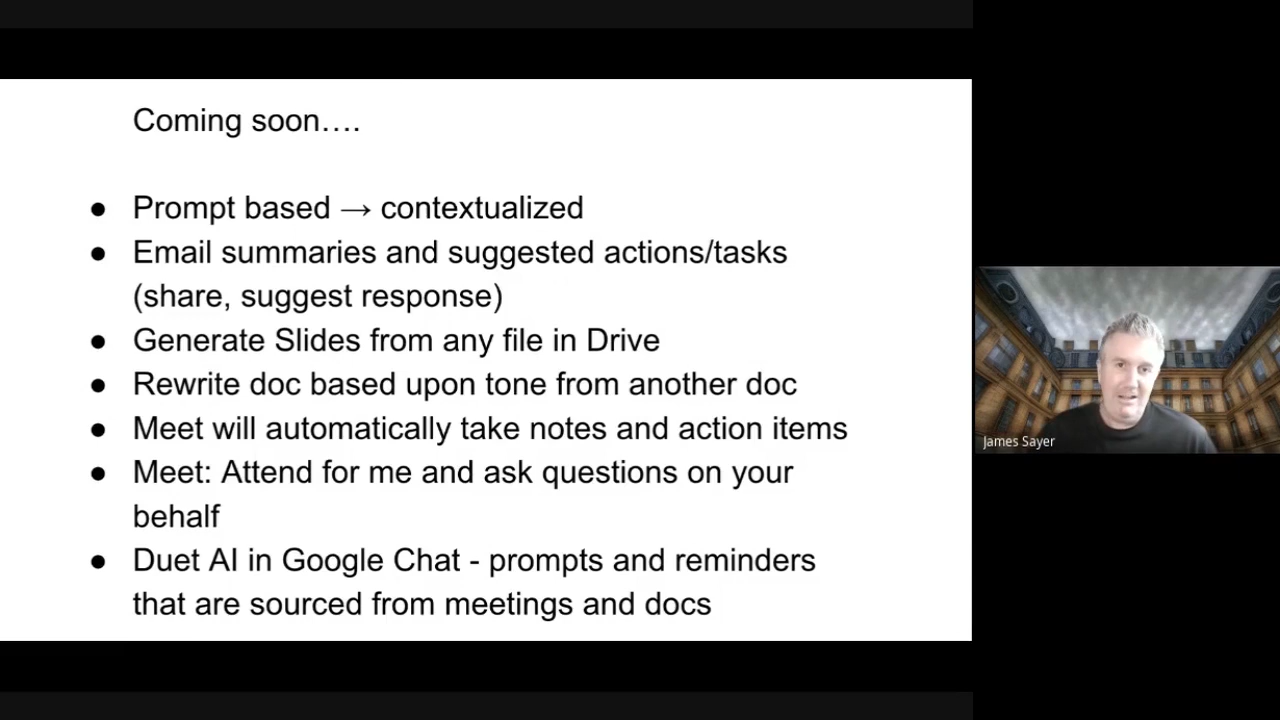 Coming soon….
● Prompt based → contextualized
● Email summaries and suggested actions/tasks
(share, suggest response)
● Generate Slides from any file in Drive
● Rewrite doc based upon tone from another doc
● Meet will automatically take notes and action items
● Meet: Attend for me and ask questions on your
behalf
● Duet AI in Google Chat - prompts and reminders
that are sourced from meetings and docs
James Sayer